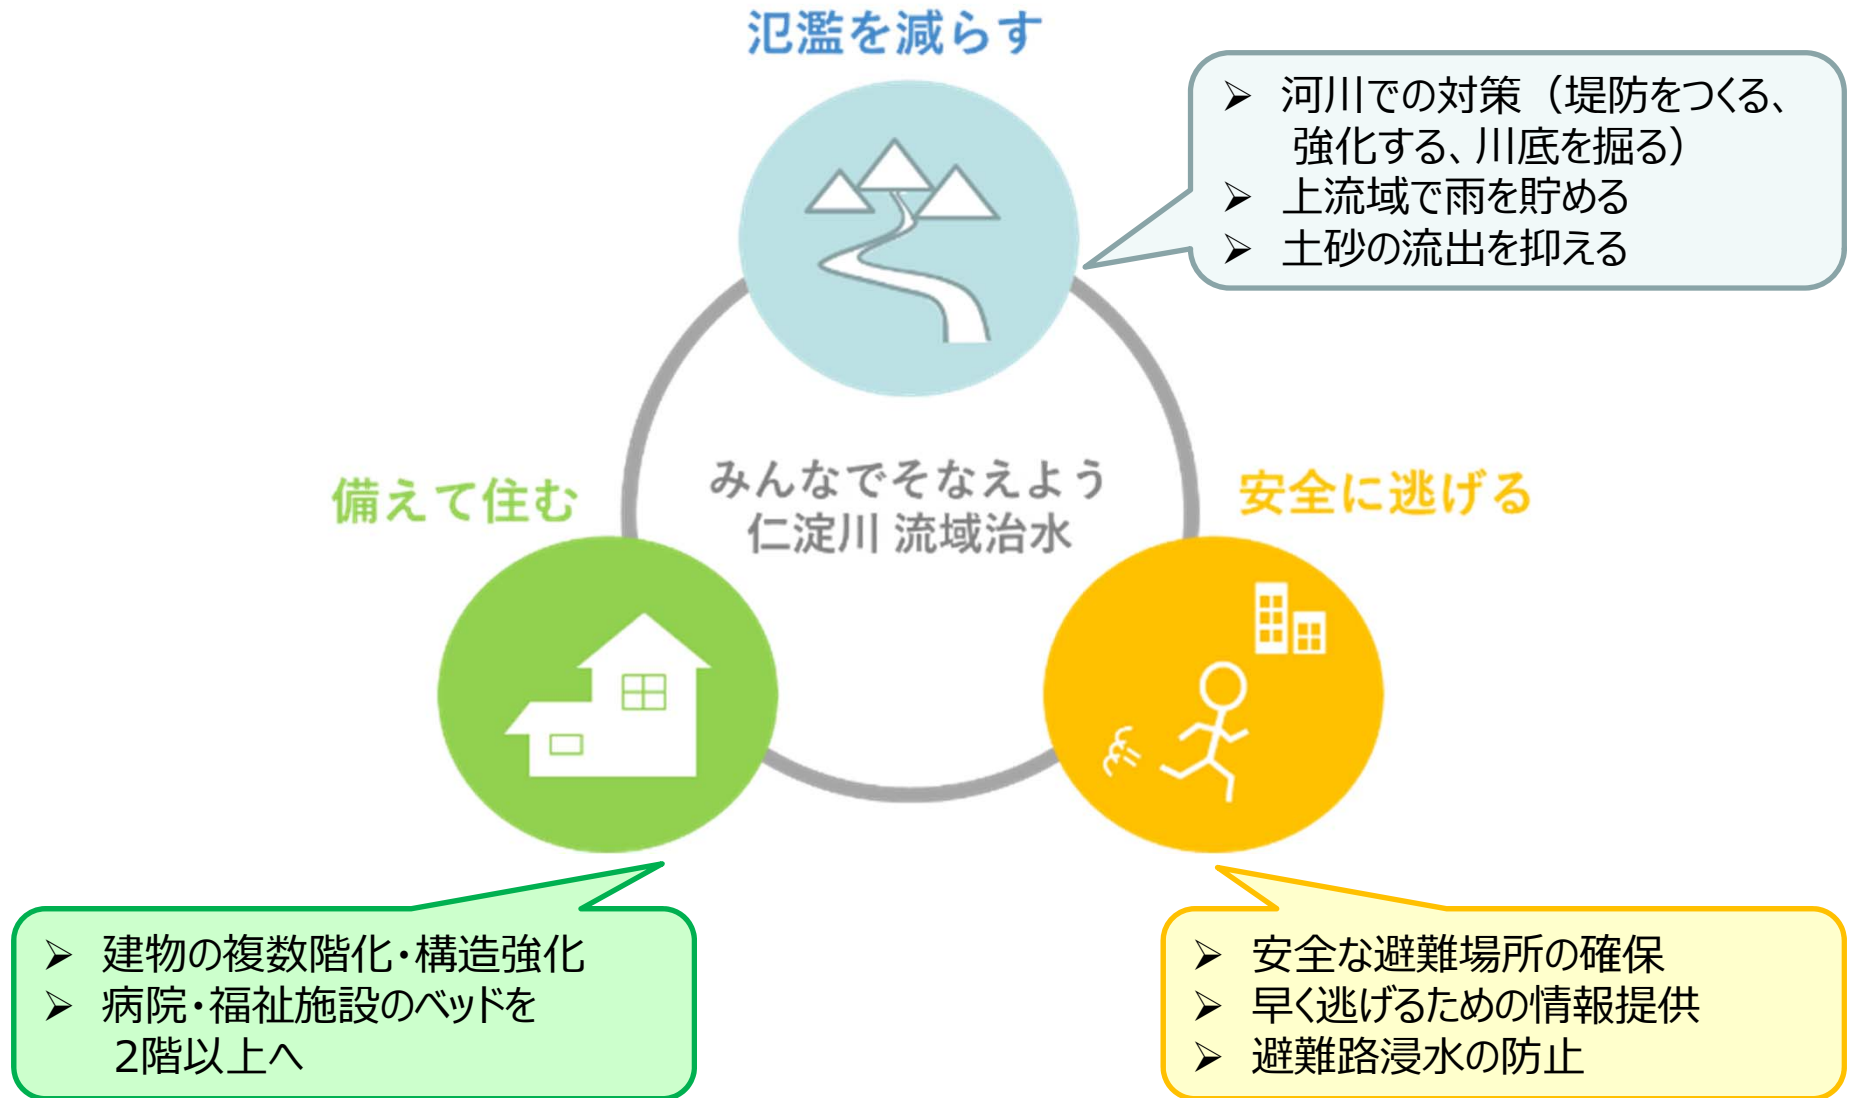 氾濫を減らす
➢ 河川での対策（堤防をつくる、
強化する、川底を掘る）
➢ 上流域で雨を貯める
➢ 土砂の流出を抑える
備えて住む
みんなでそなえよう
仁淀川 流域治水
安全に逃げる
➢ 建物の複数階化・構造強化
➢ 病院・福祉施設のベッドを
2階以上へ
➢ 安全な避難場所の確保
➢ 早く逃げるための情報提供
➢ 避難路浸水の防止